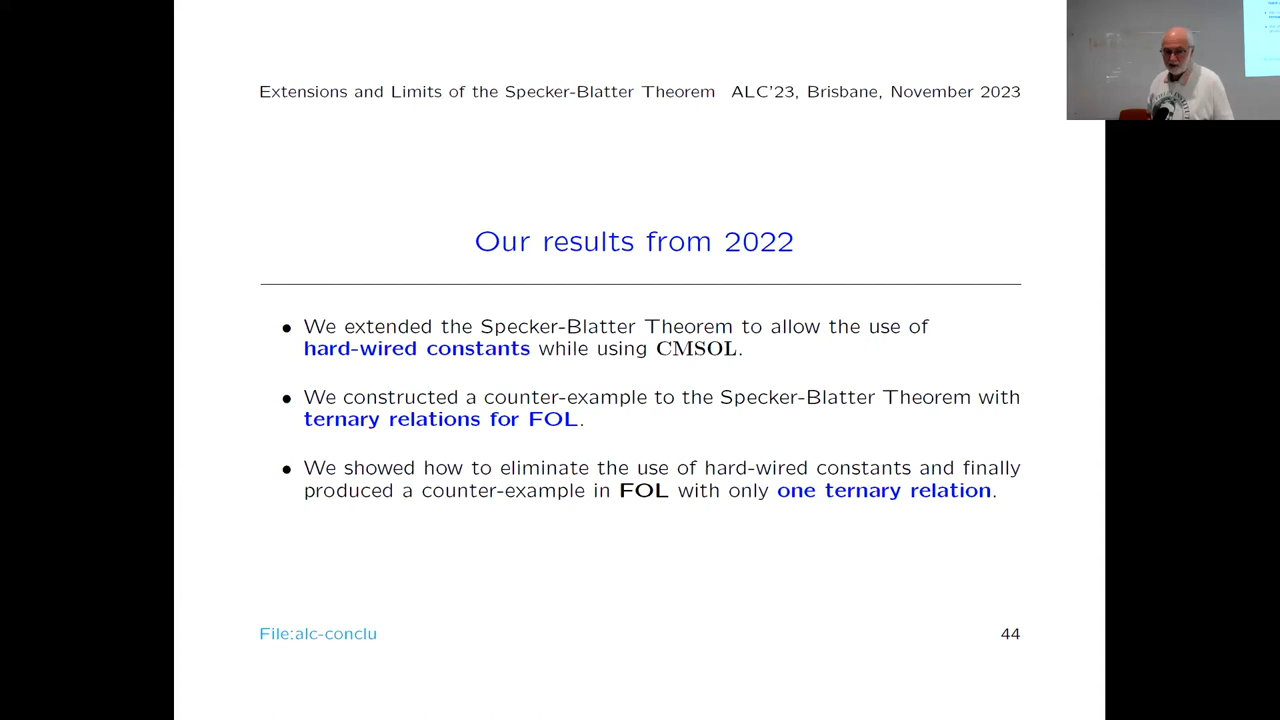 Extensions and Limits of the Specker-Blatter Theorem ALC'23, Brisbane, November 2023
Our results from 2022
• We extended the Specker-Blatter Theorem to allow the use of
hard-wired constants while using CMSOL.
• We constructed a counter-example to the Specker-Blatter Theorem with
ternary relations for FOL.
• We showed how to eliminate the use of hard-wired constants and finally
produced a counter-example in FOL with only one ternary relation.
File:alc-conclu
44